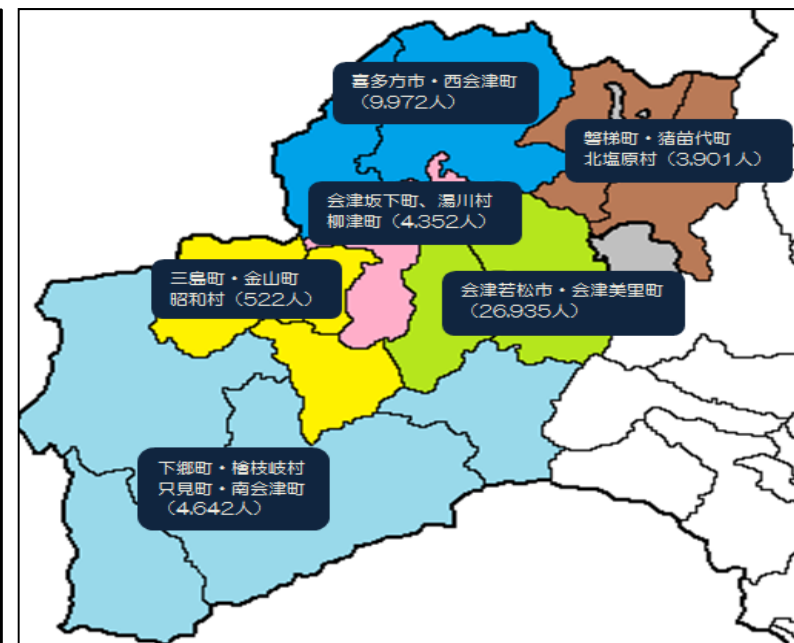 喜多方市・西会津町
（9,972人）
磐梯町・猪苗代町
北塩原村（3,901人）
会津坂下町、湯川村
柳津町（4,352人）
三島町・金山町
昭和村（522人）
会津若松市・会津美里町
（26,935人）
下郷町・檜枝岐村
只見町・南会津町
（4,642人）